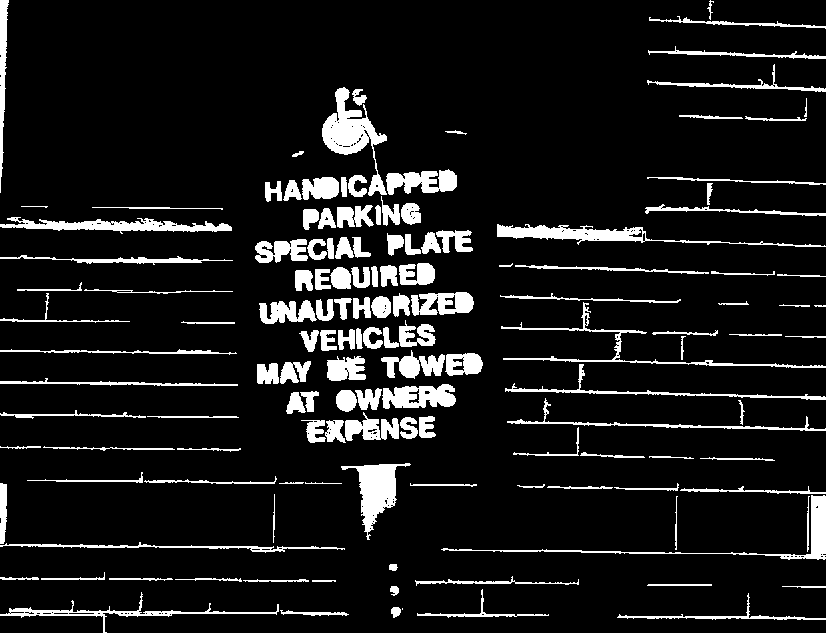 HANDICAPPED
PARKING
SPECIAL PLATE
REQUIRED
UNAUTHORIZED
VEHICLES
MAY BE TOWED
AT OWNERS
EXPENSE